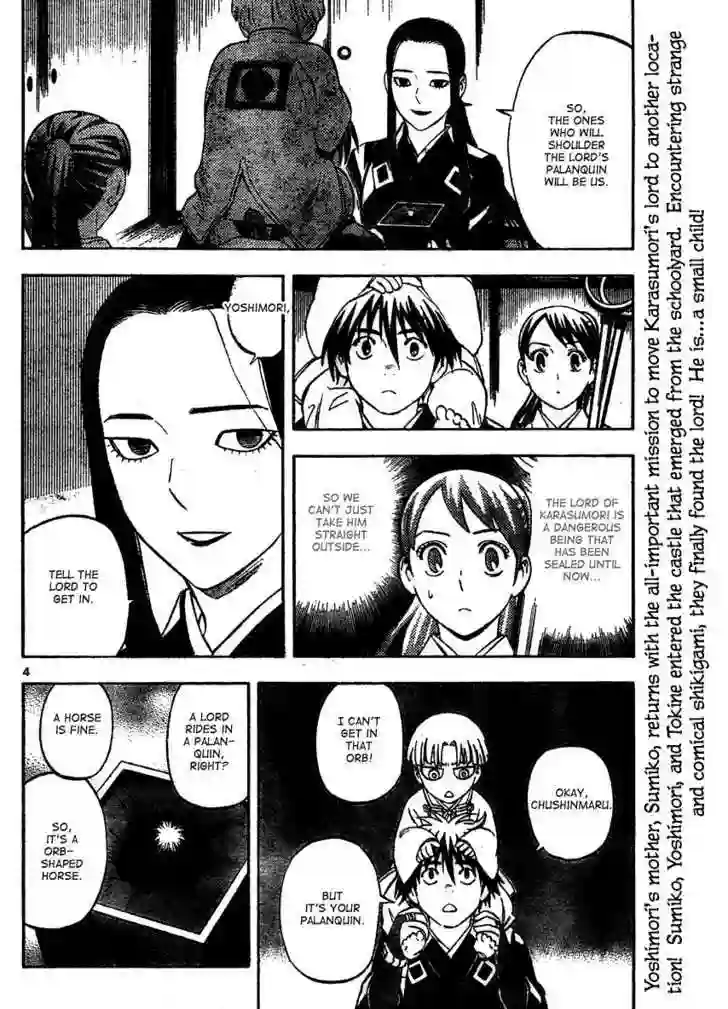 SO,
THE ONES
WHO WILL
SHOULDER
THE LORD'S
PALANQUIN
WILL BE US.
YOSHIMORI,
TELL THE
LORD TO
GET IN.
THE LORD OF
KARASUMORI IS
A DANGEROUS
BEING THAT
HAS BEEN
SEALED UNTIL
NOW...
SO WE
CAN'T JUST
TAKE HIM
STRAIGHT
OUTSIDE...
4
A LORD
RIDES IN
A PALAN-
QUIN,
RIGHT?
A HORSE
IS FINE.
SO,
IT'S A
ORB-
SHAPED
HORSE.
OKAY,
CHUSHINMARU.
I CAN'T
GET IN
THAT
ORB!
BUT
IT'S YOUR
PALANQUIN.
Yoshimori's mother, Sumiko, returns with the all-important mission to move Karasumori's lord to another loca-
tion! Sumiko, Yoshimori, and Tokine entered the castle that emerged from the schoolyard. Encountering strange
and comical shikigami, they finally found the lord! He is...a small child!